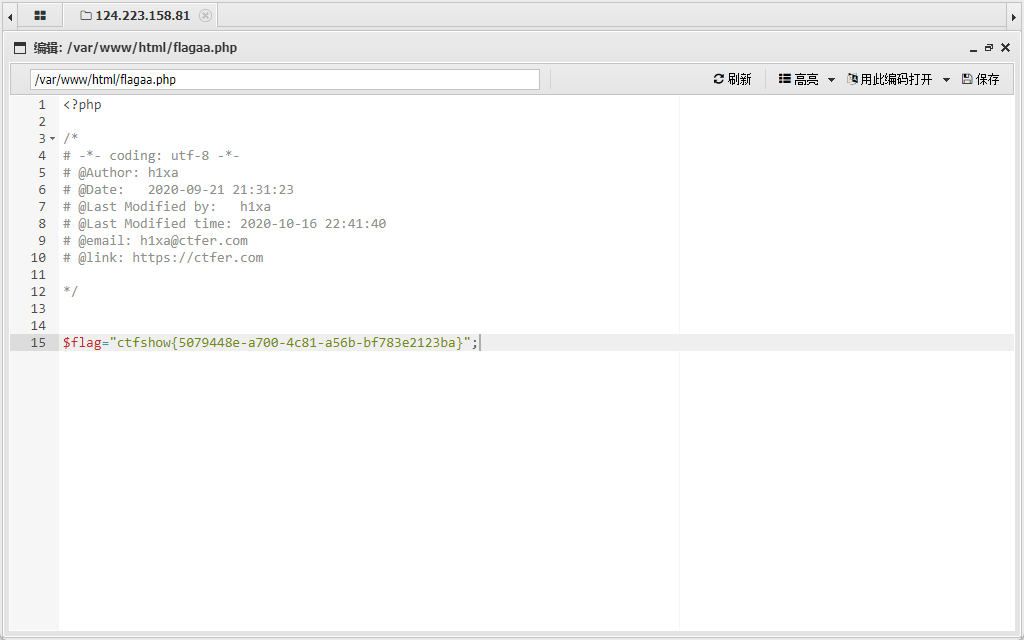 124.223.158.81
编辑: /var/www/html/flagaa.php
/var/www/html/flagaa.php 刷新 高亮 用此编码打开 保存
1 <?php
2
3 /*
4 # -*- coding: utf-8 -*-
5 # @Author: h1xa
6 # @Date:   2020-09-21 21:31:23
7 # @Last Modified by:   h1xa
8 # @Last Modified time: 2020-10-16 22:41:40
9 # @email: h1xa@ctfer.com
10 # @link: https://ctfer.com
11
12 */
13
14
15 $flag="ctfshow{5079448e-a700-4c81-a56b-bf783e2123ba}";